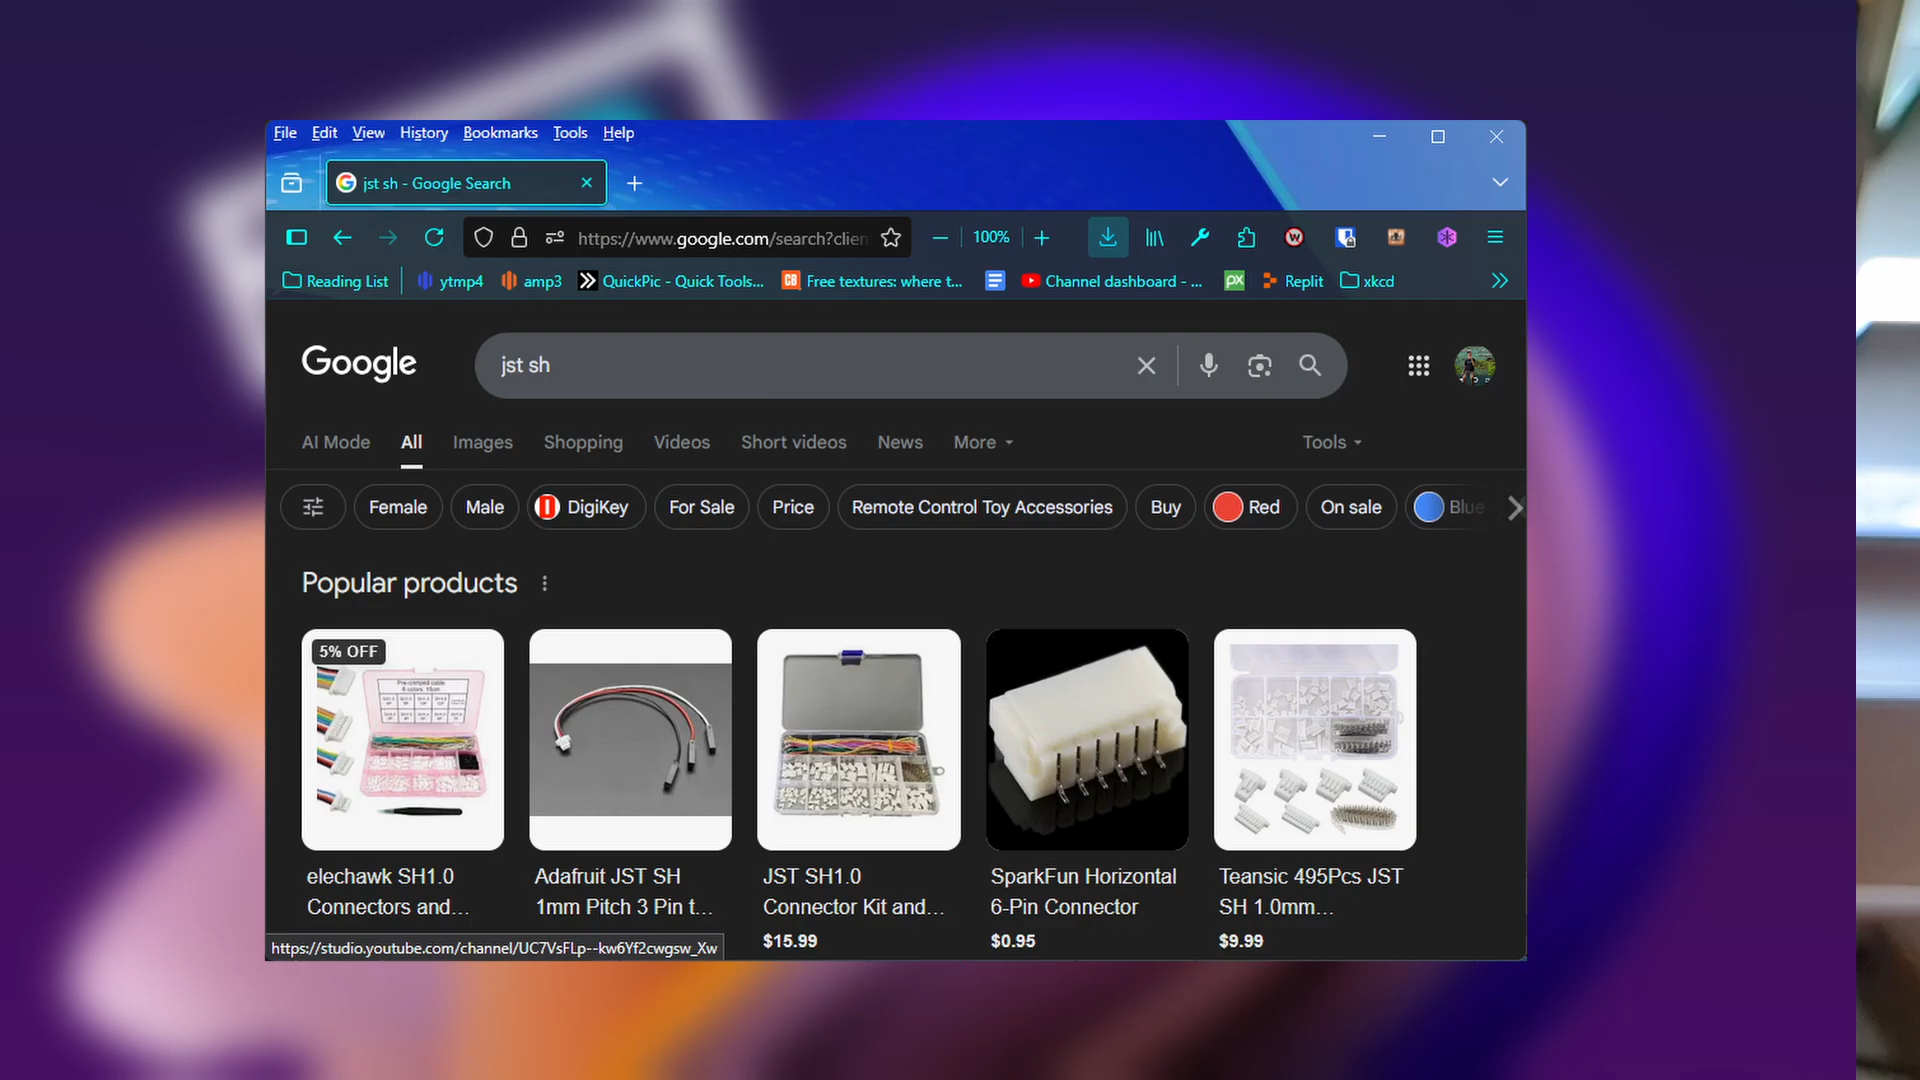 File Edit View History Bookmarks Tools Help
jst sh - Google Search
https://www.google.com/search?clien
100%
Reading List ytmp4 amp3 QuickPic - Quick Tools... Free textures: where t... Channel dashboard - ... px Replit xkcd
Google
jst sh
AI Mode All Images Shopping Videos Short videos News More Tools
Female Male DigiKey For Sale Price Remote Control Toy Accessories Buy Red On sale Blue
Popular products
5% OFF
elechawk SH1.0 Connectors and...
Adafruit JST SH 1mm Pitch 3 Pin t...
JST SH1.0 Connector Kit and...
$15.99
SparkFun Horizontal 6-Pin Connector
$0.95
Teansic 495Pcs JST SH 1.0mm...
$9.99
https://studio.youtube.com/channel/UC7VsFLp--kw6Yf2cwgsw_Xw